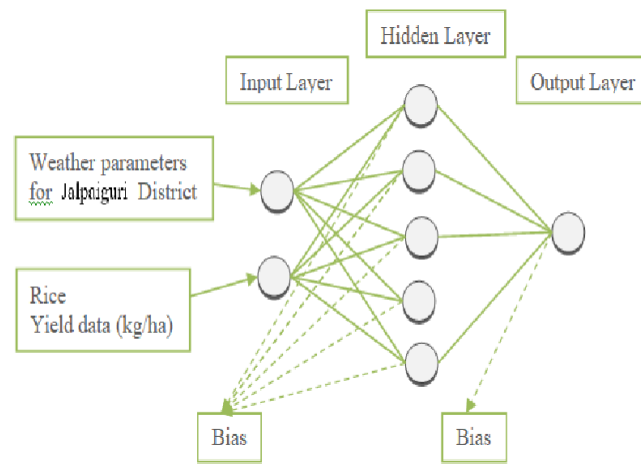 Hidden Layer
Input Layer
Output Layer
Weather parameters
for Jalpaiguri District
Rice
Yield data (kg/ha)
Bias
Bias